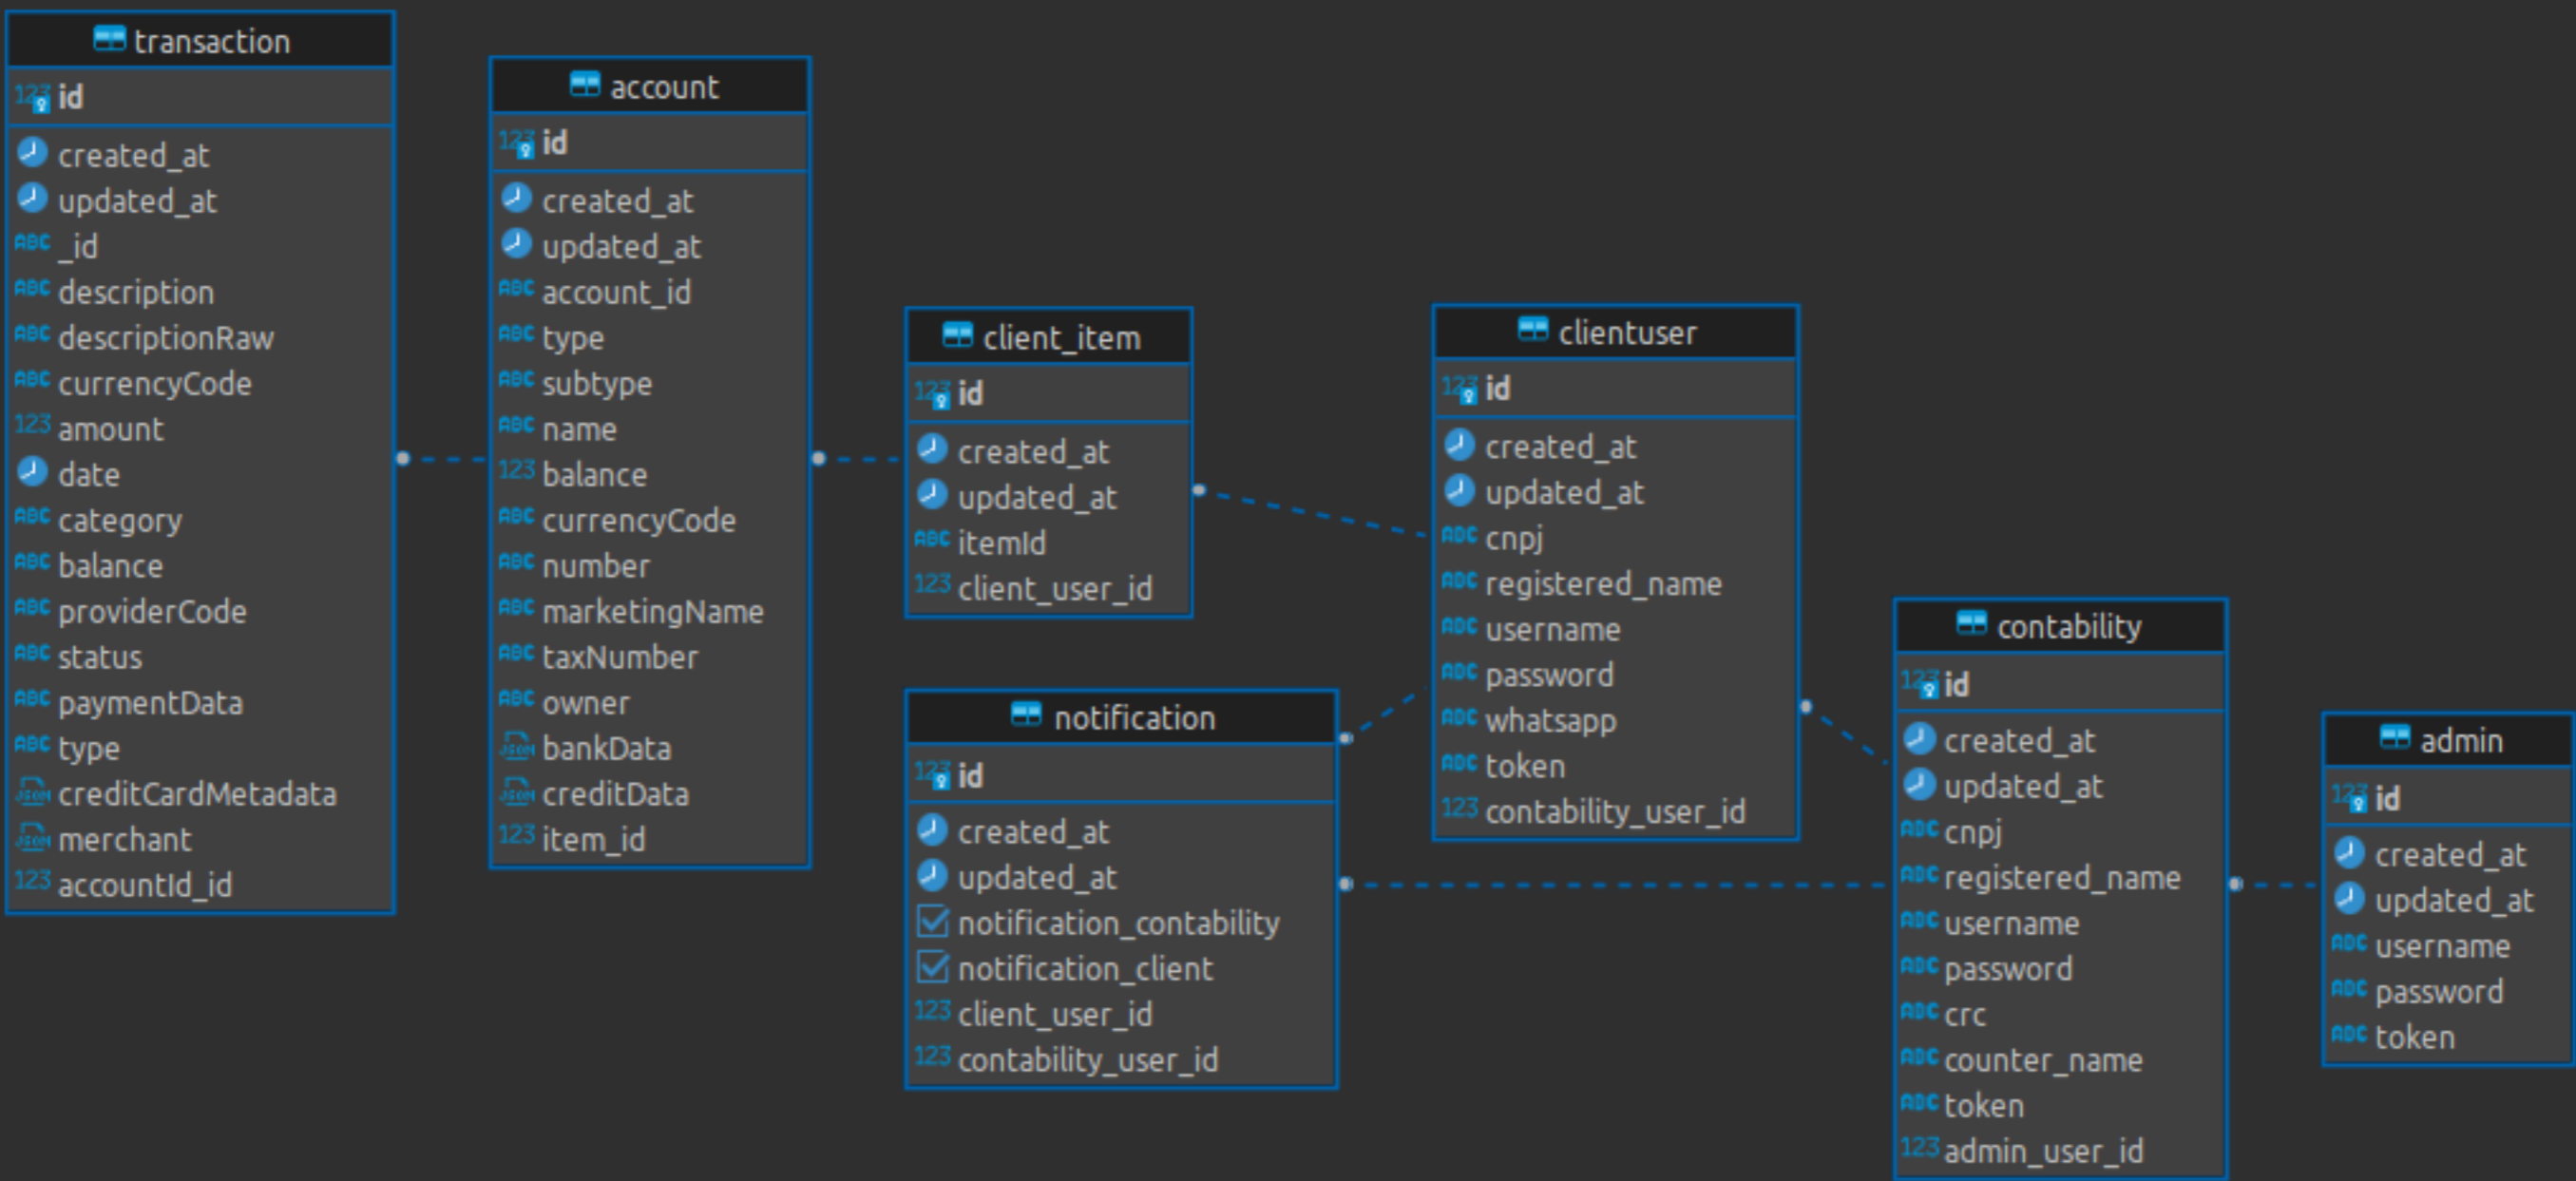 transaction
id
created_at
updated_at
_id
description
descriptionRaw
currencyCode
amount
date
category
balance
providerCode
status
paymentData
type
creditCardMetadata
merchant
accountId_id
account
id
created_at
updated_at
account_id
type
subtype
name
balance
currencyCode
number
marketingName
taxNumber
owner
bankData
creditData
item_id
client_item
id
created_at
updated_at
itemId
client_user_id
notification
id
created_at
updated_at
notification_contability
notification_client
client_user_id
contability_user_id
clientuser
id
created_at
updated_at
cnpj
registered_name
username
password
whatsapp
token
contability_user_id
contability
id
created_at
updated_at
cnpj
registered_name
username
password
crc
counter_name
token
admin_user_id
admin
id
created_at
updated_at
username
password
token